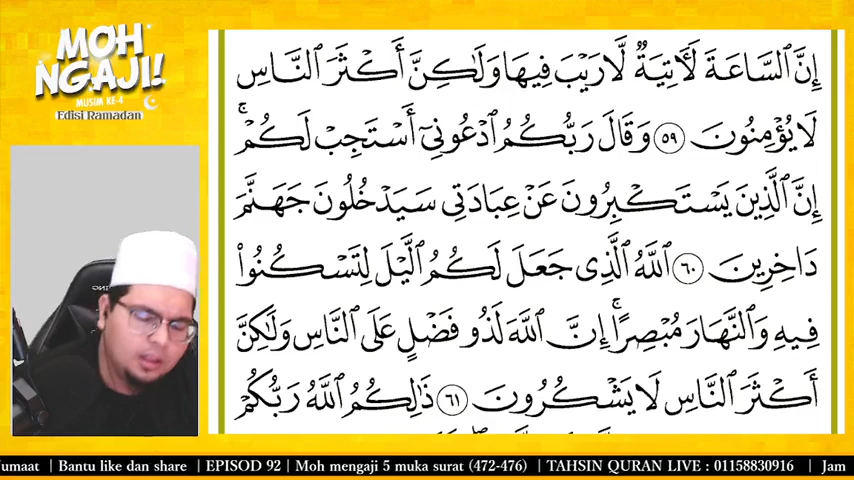 MOH
NGAJI!
MUSIM KE-4
Edisi Ramadan
إِنَّ ٱلسَّاعَةَ لَأٓتِيَةٌ لَّا رَيْبَ فِيهَا وَلَٰكِنَّ أَكْثَرَ ٱلنَّاسِ
لَا يُؤْمِنُونَ ٥٩ وَقَالَ رَبُّكُمُ ٱدْعُونِىٓ أَسْتَجِبْ لَكُمْ ۚ
إِنَّ ٱلَّذِينَ يَسْتَكْبِرُونَ عَنْ عِبَادَتِى سَيَدْخُلُونَ جَهَنَّمَ
دَاخِرِينَ ٦٠ ٱللَّهُ ٱلَّذِى جَعَلَ لَكُمُ ٱلَّيْلَ لِتَسْكُنُوا۟
فِيهِ وَٱلنَّهَارَ مُبْصِرًا ۚ إِنَّ ٱللَّهَ لَذُو فَضْلٍ عَلَى ٱلنَّاسِ وَلَٰكِنَّ
أَكْثَرَ ٱلنَّاسِ لَا يَشْكُرُونَ ٦١ ذَٰلِكُمُ ٱللَّهُ رَبُّكُمْ
umaat | Bantu like dan share | EPISOD 92 | Moh mengaji 5 muka surat (472-476) | TAHSIN QURAN LIVE : 01158830916 | Jam